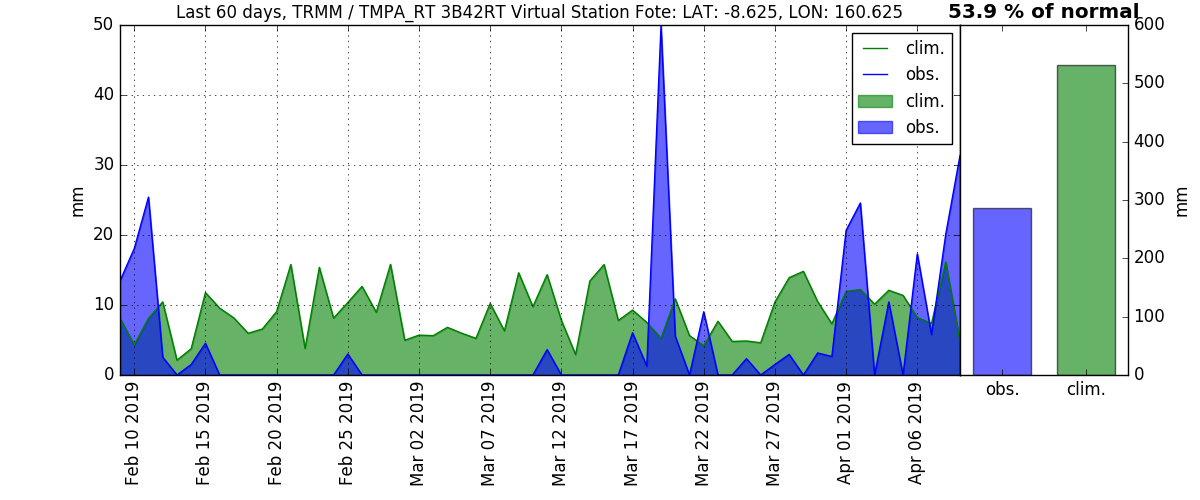 Last 60 days, TRMM / TMPA_RT 3B42RT Virtual Station Fote: LAT: -8.625, LON: 160.625
53.9 % of normal
50
40
30
20
10
0
mm
clim.
obs.
clim.
obs.
600
500
400
300
200
100
0
mm
Feb 10 2019
Feb 15 2019
Feb 20 2019
Feb 25 2019
Mar 02 2019
Mar 07 2019
Mar 12 2019
Mar 17 2019
Mar 22 2019
Mar 27 2019
Apr 01 2019
Apr 06 2019
obs.
clim.